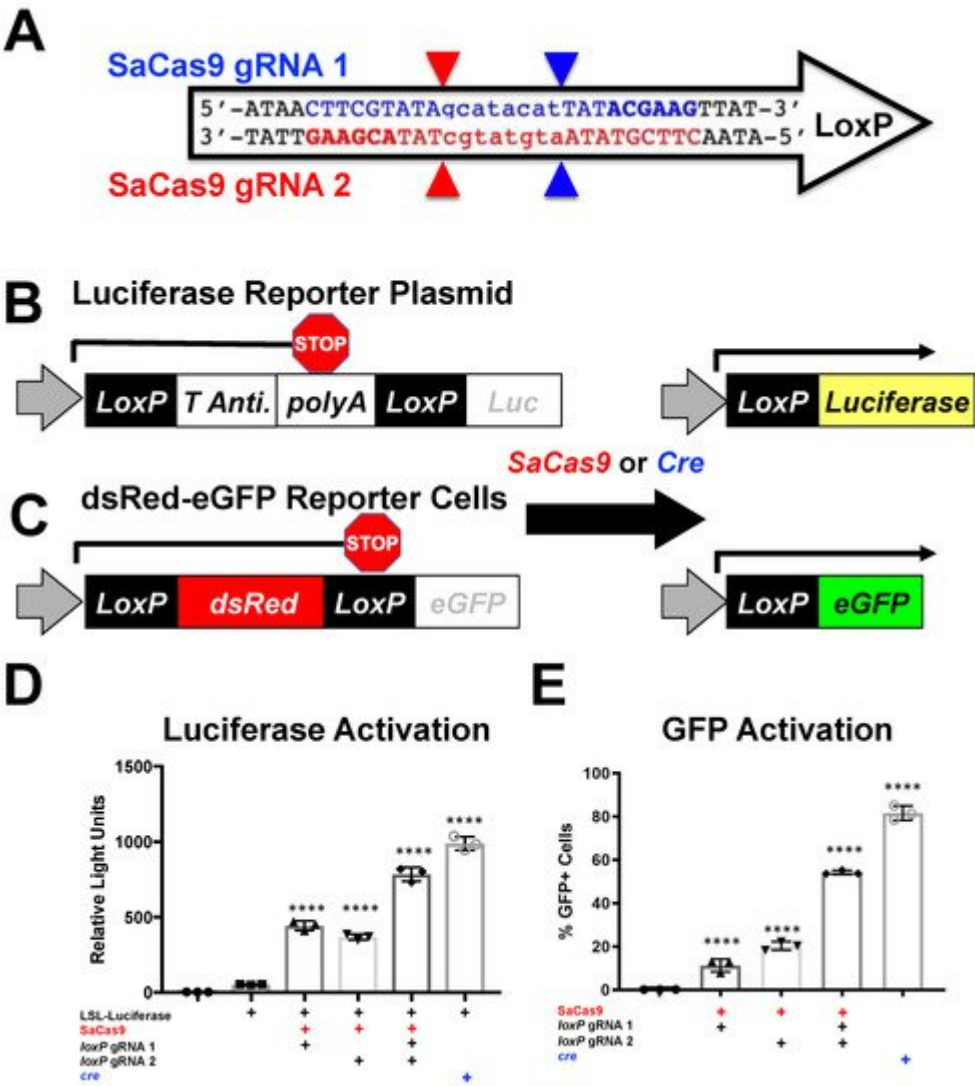 A
SaCas9 gRNA 1
5'-ATAACTTCGTATAgcatacatTATACGAAGTTAT-3'
3'-TATTGAAGCATATcgtatgtaATATGCTTCAATA-5'
LoxP
SaCas9 gRNA 2
B
Luciferase Reporter Plasmid
STOP
LoxP T Anti. polyA LoxP Luc
LoxP Luciferase
SaCas9 or Cre
C
dsRed-eGFP Reporter Cells
STOP
LoxP dsRed LoxP eGFP
LoxP eGFP
D
Luciferase Activation
Relative Light Units
1500
1000
500
0
**** **** **** ****
LSL-Luciferase + + + + +
SaCas9 + + +
loxP gRNA 1 + +
loxP gRNA 2 + +
cre +
E
GFP Activation
% GFP+ Cells
100
80
60
40
20
0
**** **** **** ****
SaCas9 + + +
loxP gRNA 1 + +
loxP gRNA 2 + +
cre +